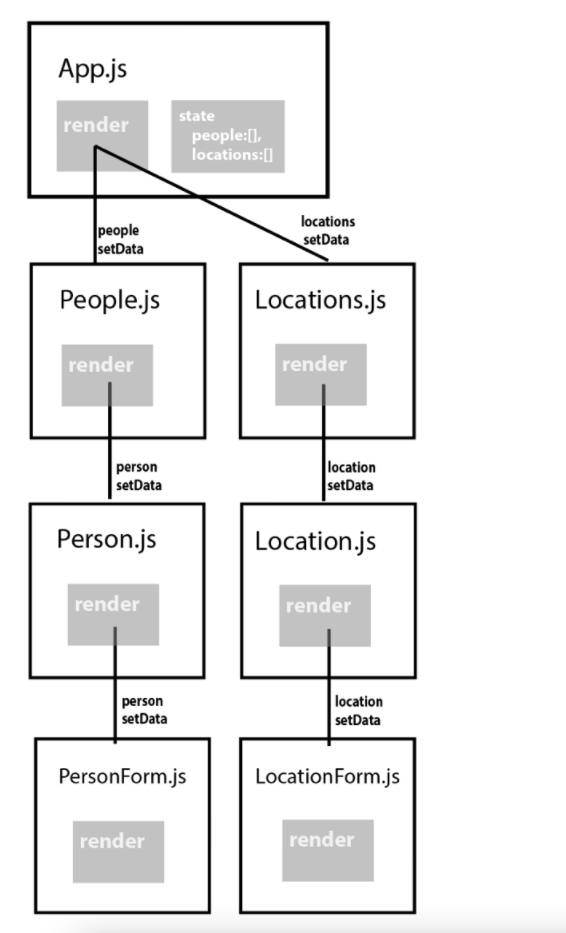 App.js
render
state
people:[],
locations:[]
people
setData
locations
setData
People.js
render
Locations.js
render
person
setData
location
setData
Person.js
render
Location.js
render
person
setData
location
setData
PersonForm.js
render
LocationForm.js
render